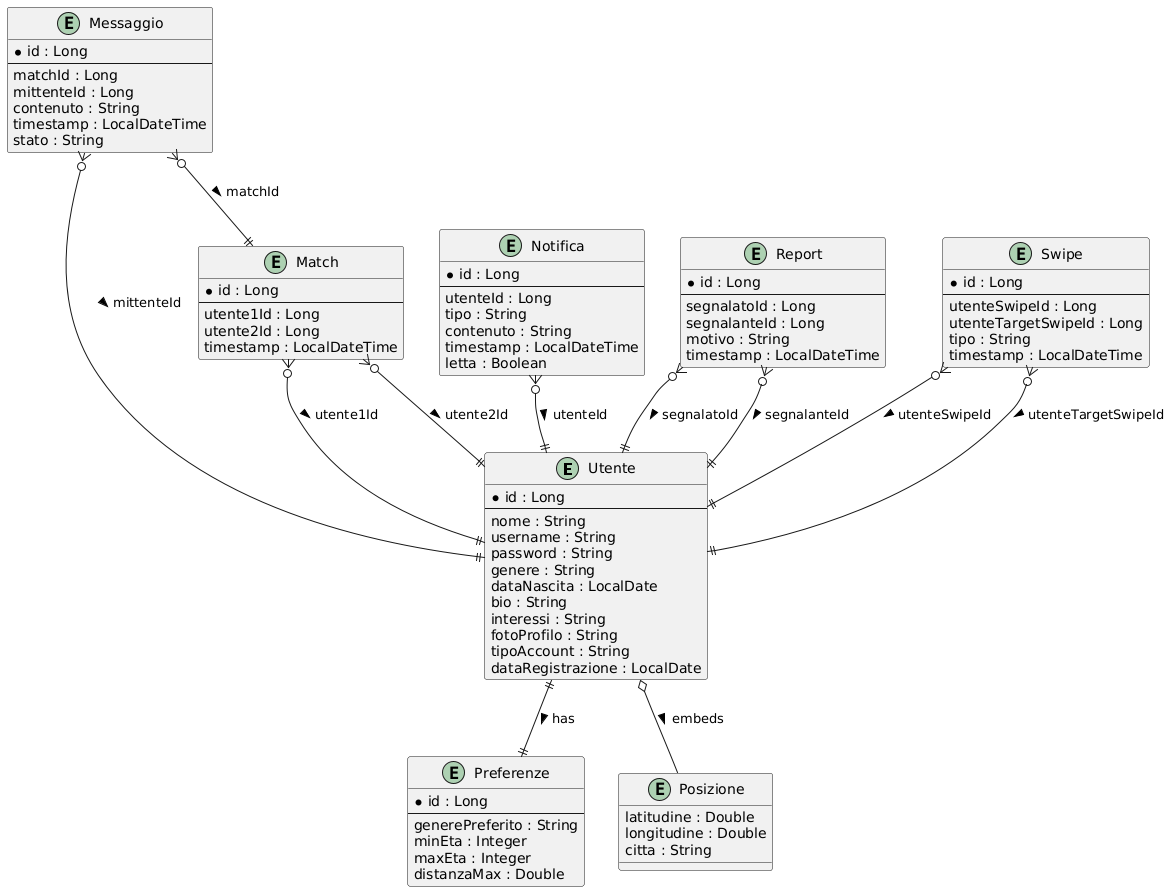 E Messaggio
* id : Long
matchId : Long
mittenteId : Long
contenuto : String
timestamp : LocalDateTime
stato : String
matchId
mittenteId
E Match
* id : Long
utente1Id : Long
utente2Id : Long
timestamp : LocalDateTime
E Notifica
* id : Long
utenteId : Long
tipo : String
contenuto : String
timestamp : LocalDateTime
letta : Boolean
E Report
* id : Long
segnalatoId : Long
segnalanteId : Long
motivo : String
timestamp : LocalDateTime
E Swipe
* id : Long
utenteSwipeId : Long
utenteTargetSwipeId : Long
tipo : String
timestamp : LocalDateTime
utente1Id
utente2Id
utenteId
segnalatoId
segnalanteId
utenteSwipeId
utenteTargetSwipeId
E Utente
* id : Long
nome : String
username : String
password : String
genere : String
dataNascita : LocalDate
bio : String
interessi : String
fotoProfilo : String
tipoAccount : String
dataRegistrazione : LocalDate
has
embeds
E Preferenze
* id : Long
generePreferito : String
minEta : Integer
maxEta : Integer
distanzaMax : Double
E Posizione
latitudine : Double
longitudine : Double
citta : String